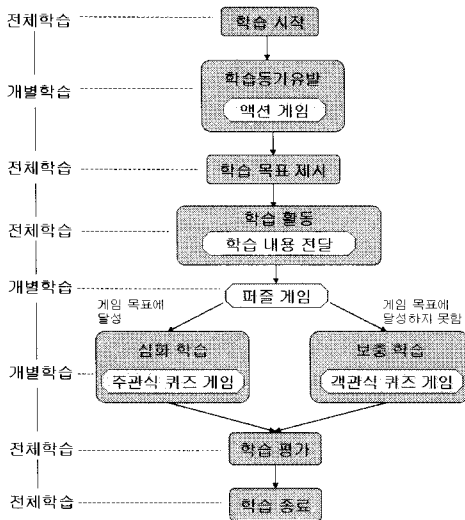 전체학습
학습 시작
학습동기유발
개별학습
액션 게임
전체학습
학습 목표 제시
학습 활동
전체학습
학습 내용 전달
개별학습
퍼즐 게임
게임 목표에
달성
게임 목표에
달성하지 못함
심화 학습
보충 학습
개별학습
주관식 퀴즈 게임
객관식 퀴즈 게임
전체학습
학습 평가
전체학습
학습 종료